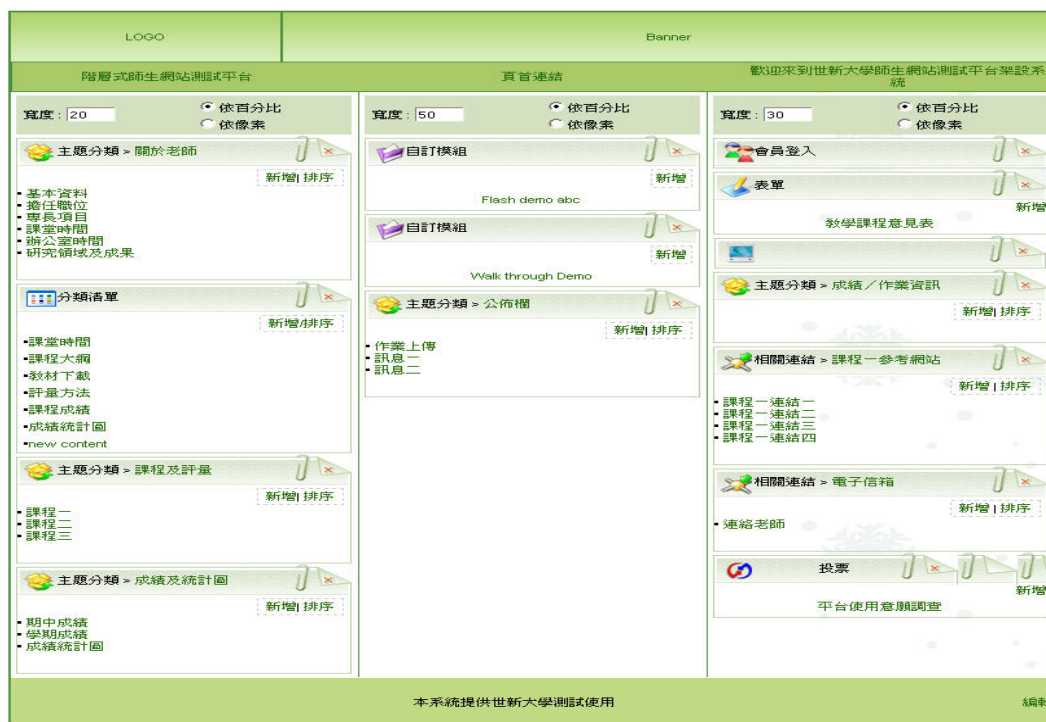 LOGO
Banner
階層式師生網站測試平台
頁首連結
歡迎來到世新大學師生網站測試平台架設系
統
寬度 : 20
依百分比
依像素
主題分類 » 關於老師
新增| 排序
基本資料
擔任職位
專長項目
課堂時間
辦公室時間
研究領域及成果
分類清單
新增/排序
課堂時間
課程大綱
教材下載
評量方法
課程成績
成績統計圖
new content
主題分類 » 課程及評量
新增| 排序
課程一
課程二
課程三
主題分類 » 成績及統計圖
新增| 排序
期中成績
學期成績
成績統計圖
寬度 : 50
依百分比
依像素
自訂模組
新增
Flash demo abc
自訂模組
新增
Walk through Demo
主題分類 » 公佈欄
新增| 排序
作業上傳
訊息一
訊息二
寬度 : 30
依百分比
依像素
會員登入
表單
新增
教學課程意見表
主題分類 » 成績／作業資訊
新增| 排序
相關連結 » 課程一參考網站
新增 | 排序
課程一連結一
課程一連結二
課程一連結三
課程一連結四
相關連結 » 電子信箱
新增 | 排序
連絡老師
投票
新增
平台使用意願調查
本系統提供世新大學測試使用
編輯